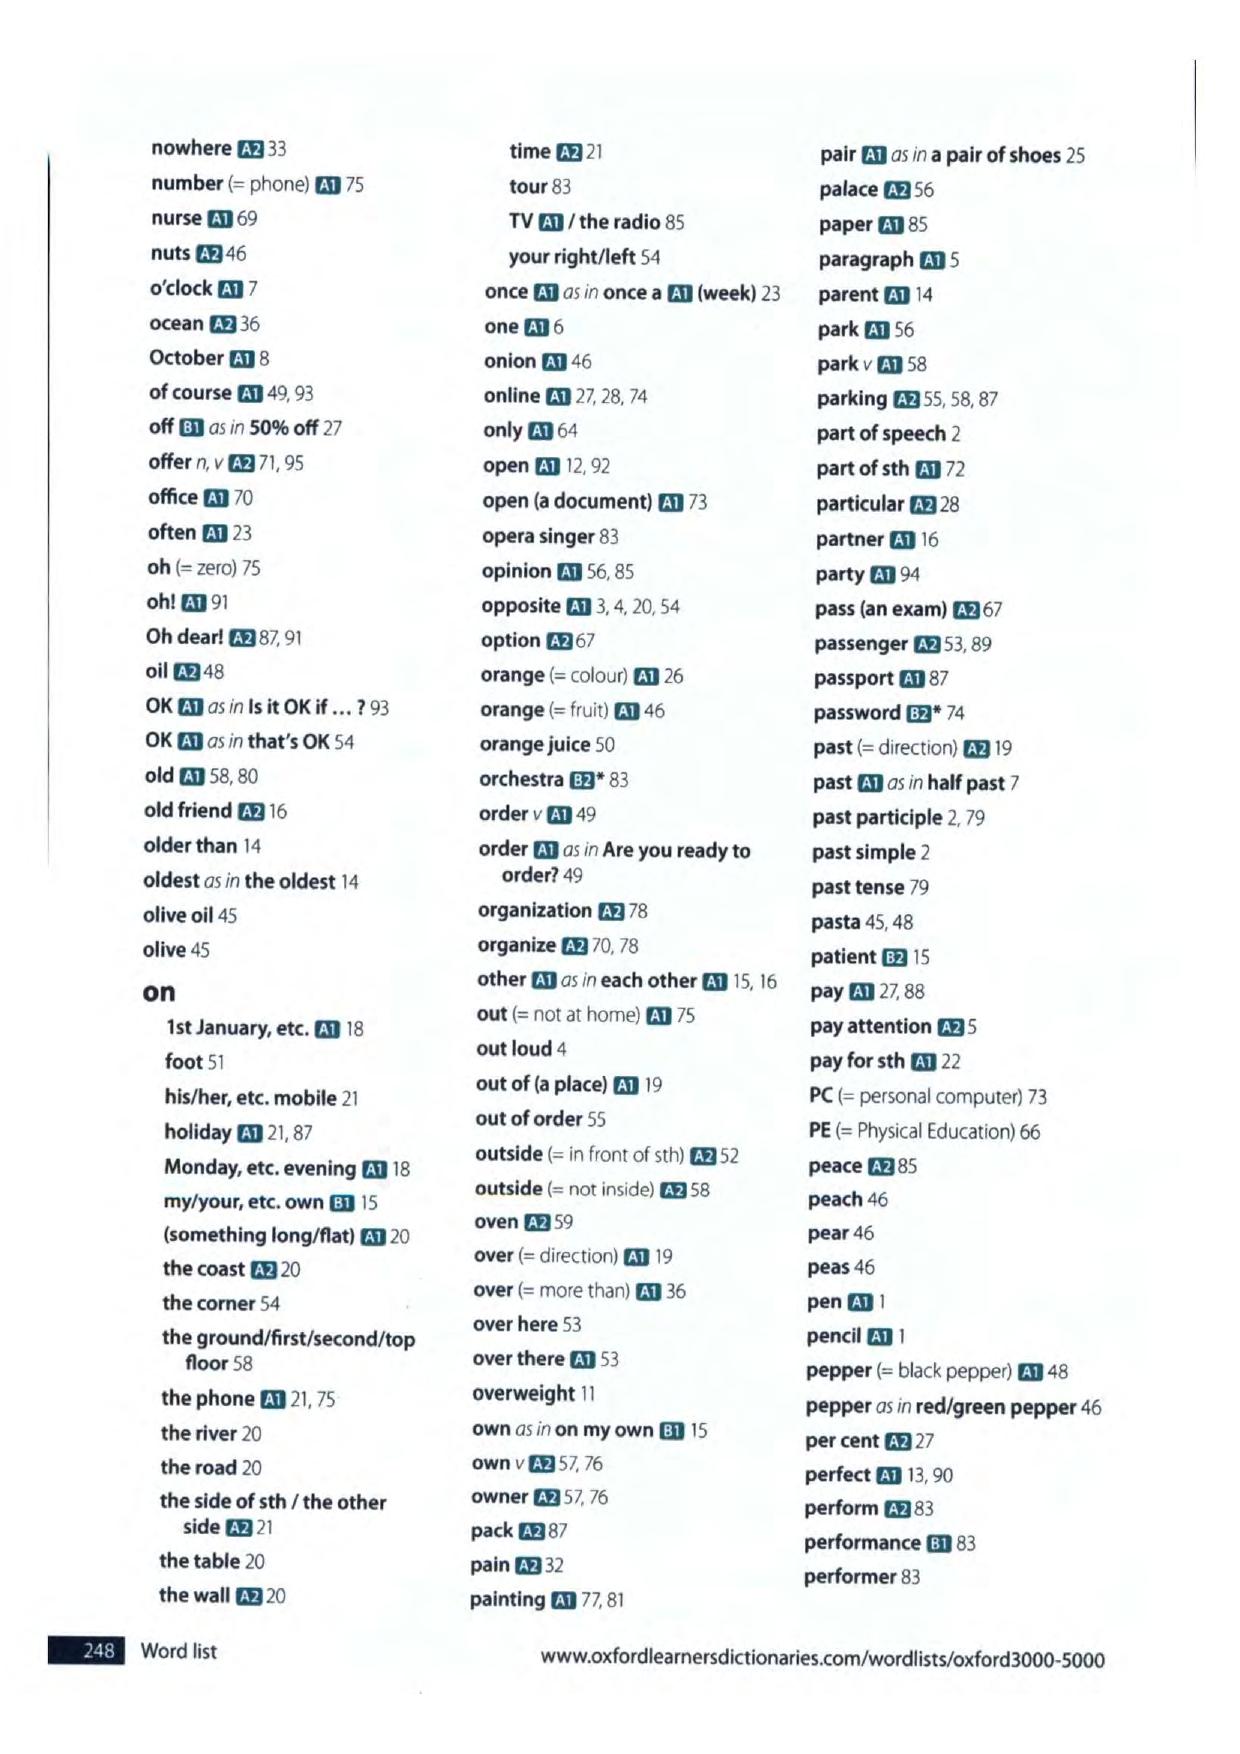 nowhere A2 33
number (= phone) A1 75
nurse A1 69
nuts A2 46
o'clock A1 7
ocean A2 36
October A1 8
of course A1 49, 93
off B1 as in 50% off 27
offer n, v A2 71, 95
office A1 70
often A1 23
oh (= zero) 75
oh! A1 91
Oh dear! A2 87, 91
oil A2 48
OK A1 as in Is it OK if ... ? 93
OK A1 as in that's OK 54
old A1 58, 80
old friend A2 16
older than 14
oldest as in the oldest 14
olive oil 45
olive 45
on
1st January, etc. A1 18
foot 51
his/her, etc. mobile 21
holiday A1 21, 87
Monday, etc. evening A1 18
my/your, etc. own B1 15
(something long/flat) A1 20
the coast A2 20
the corner 54
the ground/first/second/top
floor 58
the phone A1 21, 75
the river 20
the road 20
the side of sth / the other
side A2 21
the table 20
the wall A2 20
time A2 21
tour 83
TV A1 / the radio 85
your right/left 54
once A1 as in once a A1 (week) 23
one A1 6
onion A1 46
online A1 27, 28, 74
only A1 64
open A1 12, 92
open (a document) A1 73
opera singer 83
opinion A1 56, 85
opposite A1 3, 4, 20, 54
option A2 67
orange (= colour) A1 26
orange (= fruit) A1 46
orange juice 50
orchestra B2* 83
order v A1 49
order A1 as in Are you ready to
order? 49
organization A2 78
organize A2 70, 78
other A1 as in each other A1 15, 16
out (= not at home) A1 75
out loud 4
out of (a place) A1 19
out of order 55
outside (= in front of sth) A2 52
outside (= not inside) A2 58
oven A2 59
over (= direction) A1 19
over (= more than) A1 36
over here 53
over there A1 53
overweight 11
own as in on my own B1 15
own v A2 57, 76
owner A2 57, 76
pack A2 87
pain A2 32
painting A1 77, 81
pair A1 as in a pair of shoes 25
palace A2 56
paper A1 85
paragraph A1 5
parent A1 14
park A1 56
park v A1 58
parking A2 55, 58, 87
part of speech 2
part of sth A1 72
particular A2 28
partner A1 16
party A1 94
pass (an exam) A2 67
passenger A2 53, 89
passport A1 87
password B2* 74
past (= direction) A2 19
past A1 as in half past 7
past participle 2, 79
past simple 2
past tense 79
pasta 45, 48
patient B2 15
pay A1 27, 88
pay attention A2 5
pay for sth A1 22
PC (= personal computer) 73
PE (= Physical Education) 66
peace A2 85
peach 46
pear 46
peas 46
pen A1 1
pencil A1 1
pepper (= black pepper) A1 48
pepper as in red/green pepper 46
per cent A2 27
perfect A1 13, 90
perform A2 83
performance B1 83
performer 83
248 Word list
www.oxfordlearnersdictionaries.com/wordlists/oxford3000-5000